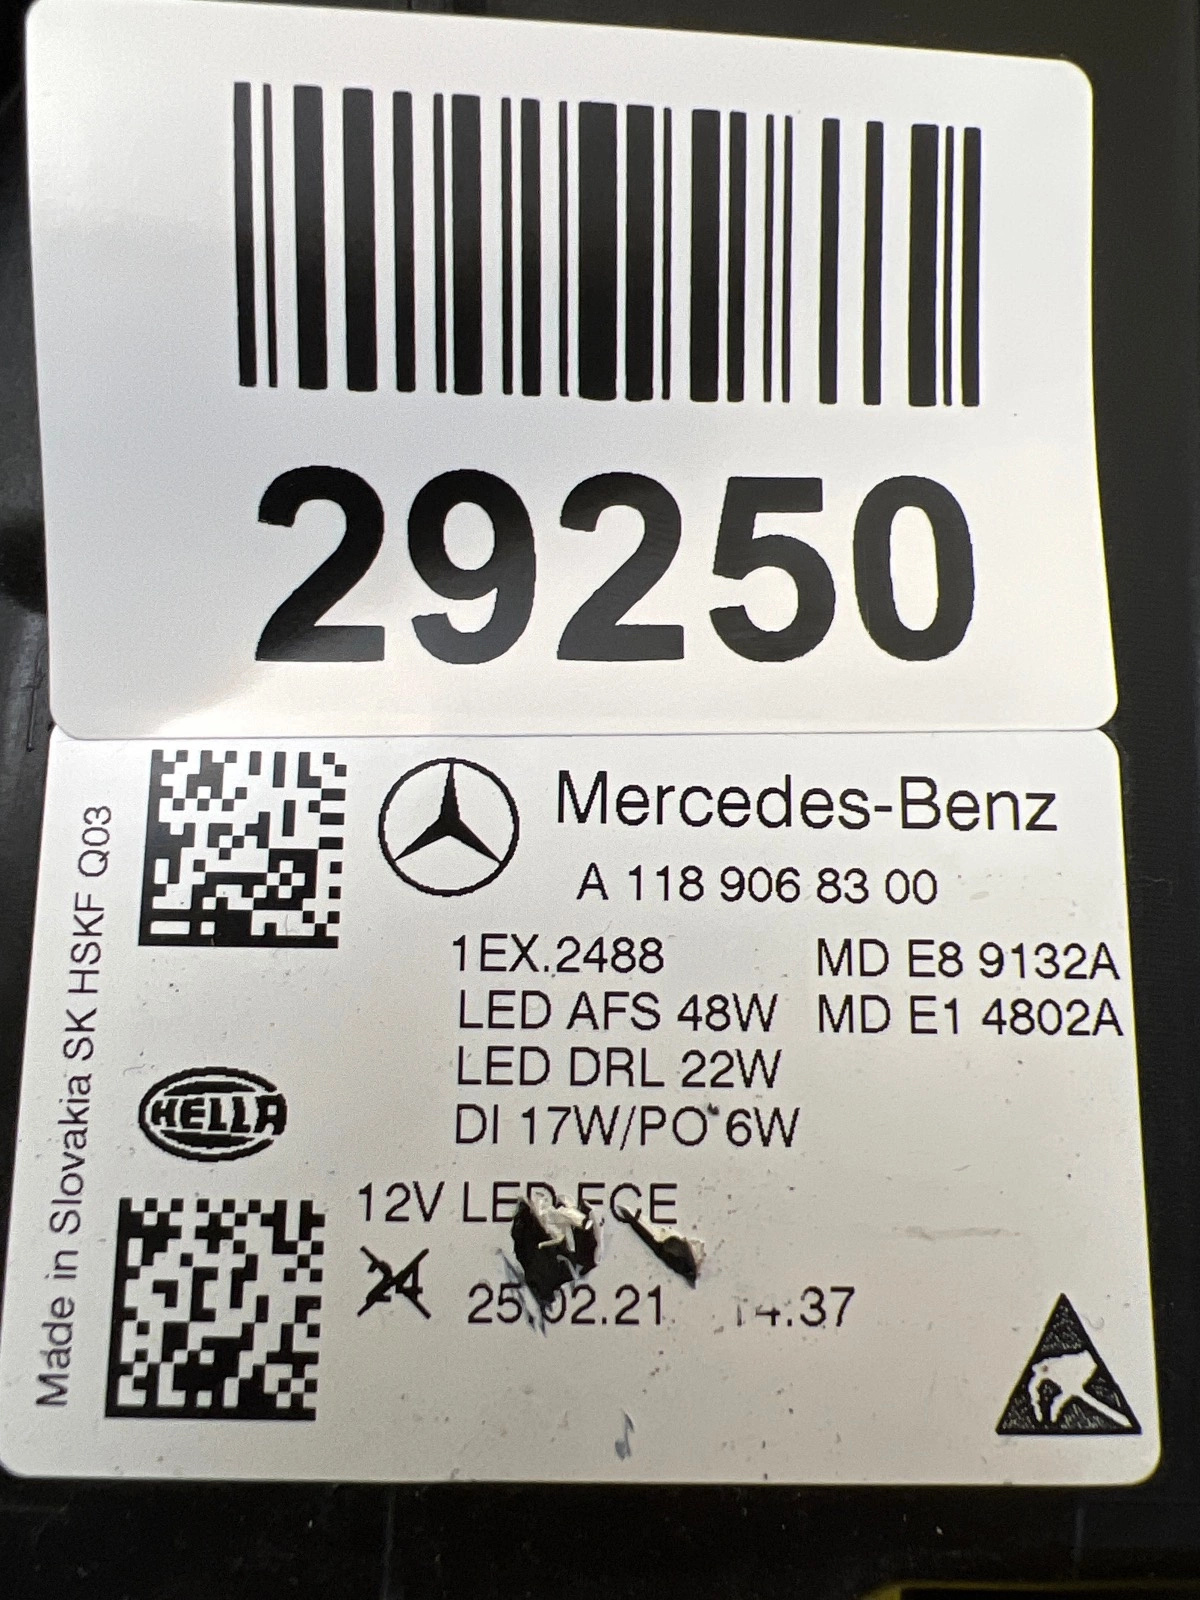 29250
Mercedes-Benz
A 118 906 83 00
1EX.2488 MD E8 9132A
LED AFS 48W MD E1 4802A
LED DRL 22W
DI 17W/PO 6W
HELLA
12V LED ECE
24 25.02.21 14.37
Made in Slovakia SK HSKF Q03